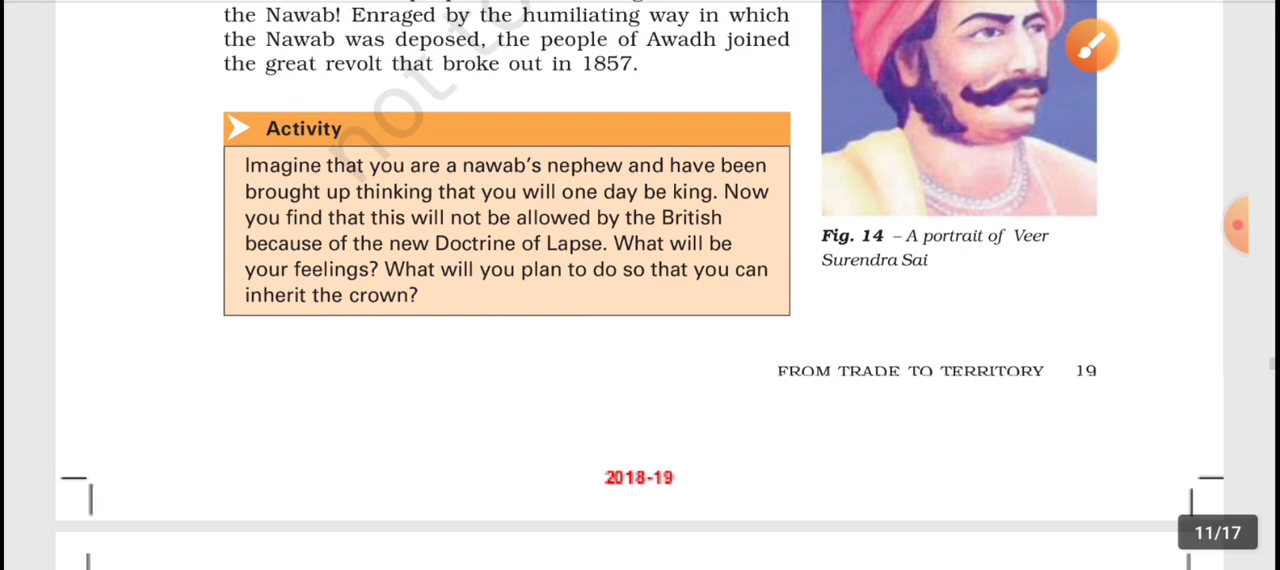 the Nawab! Enraged by the humiliating way in which
the Nawab was deposed, the people of Awadh joined
the great revolt that broke out in 1857.
not to
Activity
Imagine that you are a nawab's nephew and have been
brought up thinking that you will one day be king. Now
you find that this will not be allowed by the British
because of the new Doctrine of Lapse. What will be
your feelings? What will you plan to do so that you can
inherit the crown?
Fig. 14 – A portrait of Veer
Surendra Sai
FROM TRADE TO TERRITORY 19
2018-19
11/17